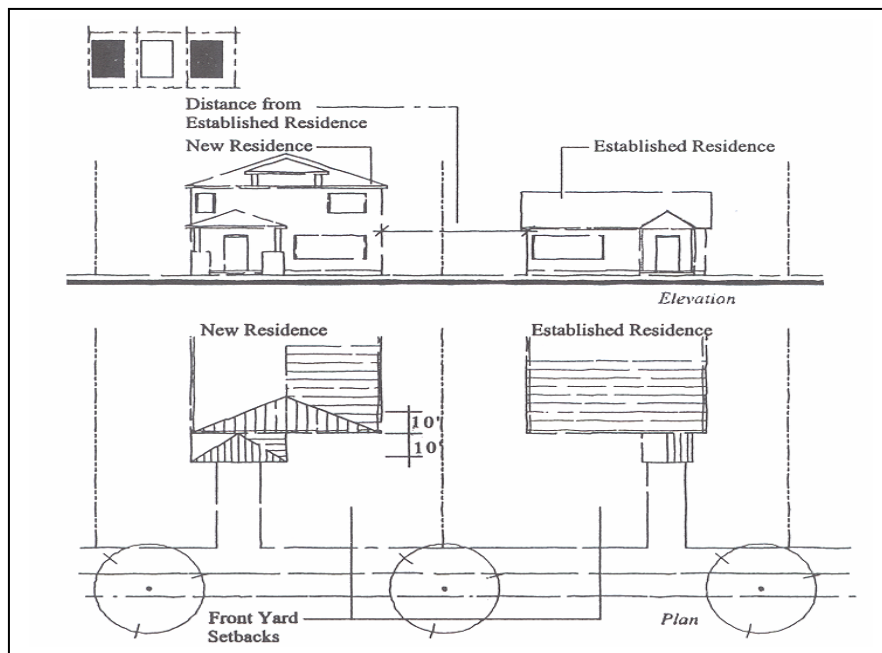 Distance from
Established Residence
New Residence
Established Residence
Elevation
New Residence
Established Residence
10'
10'
Front Yard
Setbacks
Plan